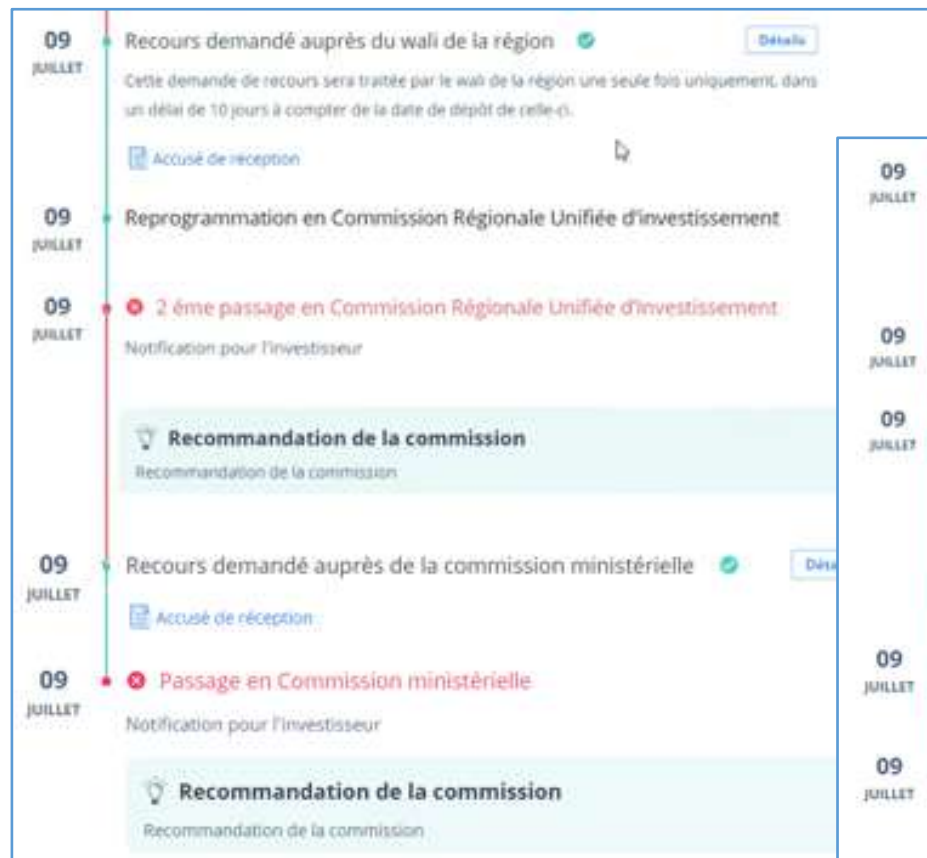 09
JUILLET
Recours demandé auprès du wali de la région
Détails
Cette demande de recours sera traitée par le wali de la région une seule fois uniquement, dans
un délai de 10 jours à compter de la date de dépôt de celle-ci.
Accusé de réception
09
JUILLET
Reprogrammation en Commission Régionale Unifiée d'investissement
09
JUILLET
2 éme passage en Commission Régionale Unifiée d'investissement
Notification pour l'investisseur
Recommandation de la commission
Recommandation de la commission
09
JUILLET
Recours demandé auprès de la commission ministérielle
Déta
Accusé de réception
09
JUILLET
Passage en Commission ministérielle
Notification pour l'investisseur
Recommandation de la commission
Recommandation de la commission
09
JUILLET
09
JUILLET
09
JUILLET
09
JUILLET
09
JUILLET